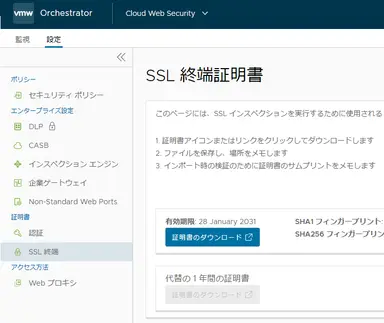 vmw Orchestrator Cloud Web Security
監視 設定
ポリシー
セキュリティ ポリシー
エンタープライズ設定
DLP
CASB
インスペクション エンジン
企業ゲートウェイ
Non-Standard Web Ports
証明書
認証
SSL 終端
アクセス方法
Web プロキシ
SSL 終端証明書
このページには、SSL インスペクションを実行するために使用される
1. 証明書アイコンまたはリンクをクリックしてダウンロードします
2. ファイルを保存し、場所をメモします
3. インポート時の検証のために証明書のサムプリントをメモします
有効期限: 28 January 2031
証明書のダウンロード
SHA1 フィンガープリント:
SHA256 フィンガープリン
代替の 1 年間の証明書
証明書のダウンロード